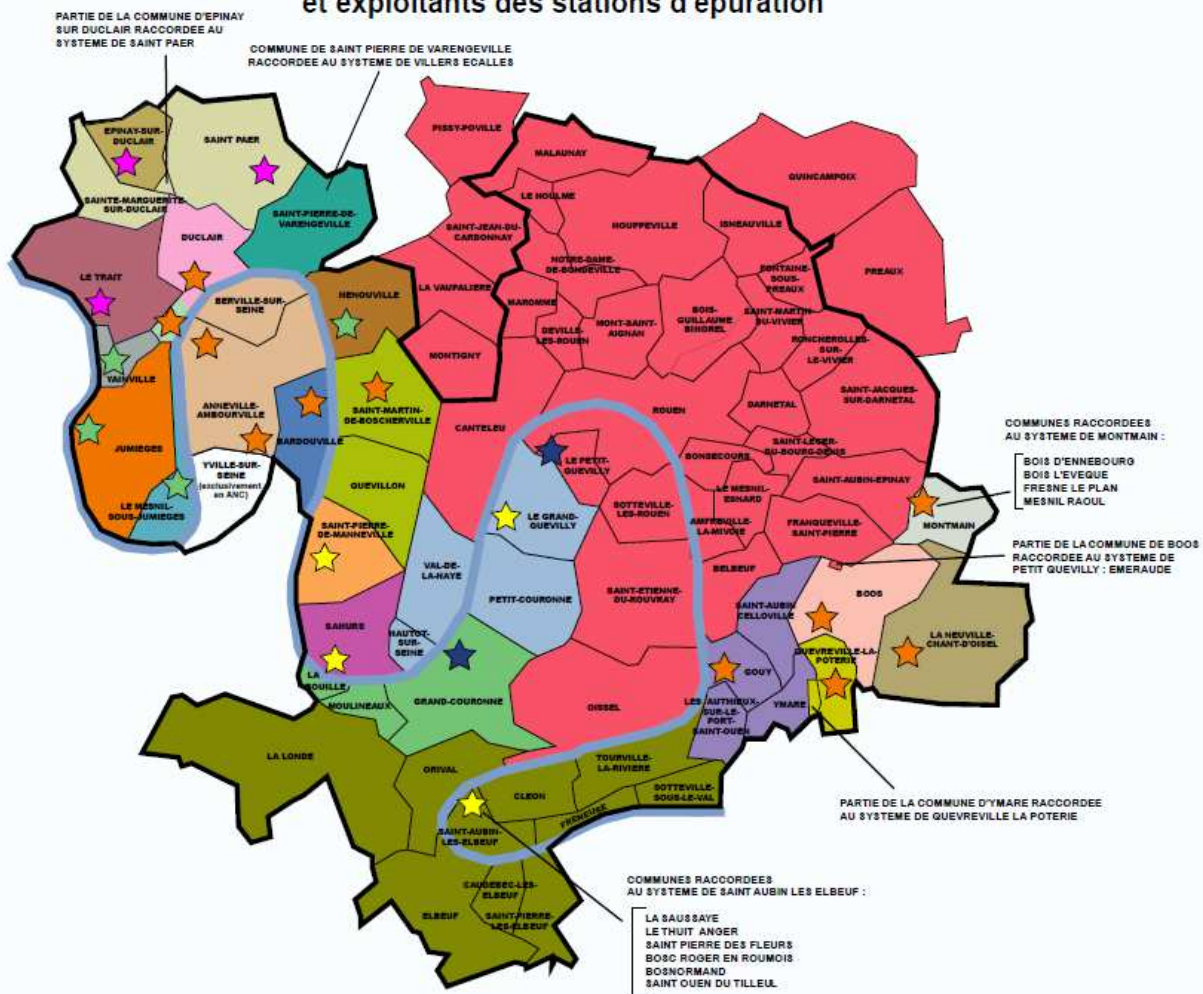 et exploitants des stations d'épuration
PARTIE DE LA COMMUNE D'EPINAY
SUR DUCLAIR RACCORDEE AU
SYSTEME DE SAINT PAER
COMMUNE DE SAINT PIERRE DE VARENGEVILLE
RACCORDEE AU SYSTEME DE VILLERS ECALLES
EPINAY-SUR-
DUCLAIR
SAINT PAER
SAINTE-MARGUERITE
SUR-DUCLAIR
SAINT-PIERRE-DE-
VARENGEVILLE
DUCLAIR
LE TRAIT
PISSY-POVILLE
MALAUNAY
QUINCAMPOIX
LE HOULME
HOUPPEVILLE
ISNEAUVILLE
SAINT-JEAN-DU-
CARDONNAY
NOTRE-DAME-
DE-BONDEVILLE
FONTAINE-
SOUS-
PREAUX
PREAUX
BERVILLE-SUR-
SEINE
HENOUVILLE
LA VAUPALIERE
MAROMME
BOIS-
GUILLAUME
BIHOREL
SAINT-MARTIN
DU-VIVIER
DEVILLE-
LES-ROUEN
MONT-SAINT-
AIGNAN
RONCHEROLLES-
SUR-
LE-VIVIER
MONTIGNY
YAINVILLE
ANNEVILLE-
AMBOURVILLE
BARDOUVILLE
SAINT-MARTIN-
DE-BOSCHERVILLE
CANTELEU
ROUEN
DARNETAL
SAINT-JACQUES-
SUR-DARNETAL
JUMIEGES
YVILLE-SUR-
SEINE
(exclusivement
en ANC)
LE MESNIL-
SOUS-JUMIEGES
QUEVILLON
LE PETIT-
QUEVILLY
BONSECOURS
SAINT-LEGER-
DU-BOURG-DENIS
COMMUNES RACCORDEES
AU SYSTEME DE MONTMAIN :
BOIS D'ENNEBOURG
BOIS L'EVEQUE
FRESNE LE PLAN
MESNIL RAOUL
SAINT-AUBIN-EPINAY
LE MESNIL-
ESNARD
SOTTEVILLE-
LES-ROUEN
LE GRAND-
QUEVILLY
AMFREVILLE-
LA-MIVOIE
FRANQUEVILLE-
SAINT-PIERRE
MONTMAIN
SAINT-PIERRE-
DE-MANNEVILLE
VAL-DE-
LA-HAYE
BELBEUF
PARTIE DE LA COMMUNE DE BOOS
RACCORDEE AU SYSTEME DE
PETIT QUEVILLY : EMERAUDE
PETIT-COURONNE
SAINT-ETIENNE
DU-ROUVRAY
SAINT-AUBIN
CELLOVILLE
BOOS
SAHURS
HAUTOT-
SUR-
SEINE
LA NEUVILLE-
CHANT-D'OISEL
QUEVREVILLE-LA-
POTERIE
LA
BOUILLE
MOULINEAUX
GRAND-COURONNE
OISSEL
GOUY
YMARE
LES AUTHIEUX-
SUR-LE-
PORT-
SAINT-OUEN
LA LONDE
ORIVAL
TOURVILLE-
LA-RIVIERE
CLEON
SOTTEVILLE-
SOUS-LE-VAL
FRENEUSE
SAINT-AUBIN-
LES-ELBEUF
PARTIE DE LA COMMUNE D'YMARE RACCORDEE
AU SYSTEME DE QUEVREVILLE LA POTERIE
CAUDEBEC-LES-
ELBEUF
ELBEUF
SAINT-PIERRE-
LES-ELBEUF
COMMUNES RACCORDEES
AU SYSTEME DE SAINT AUBIN LES ELBEUF :
LA SAUSSAYE
LE THUIT ANGER
SAINT PIERRE DES FLEURS
BOSC ROGER EN ROUMOIS
BOSNORMAND
SAINT OUEN DU TILLEUL